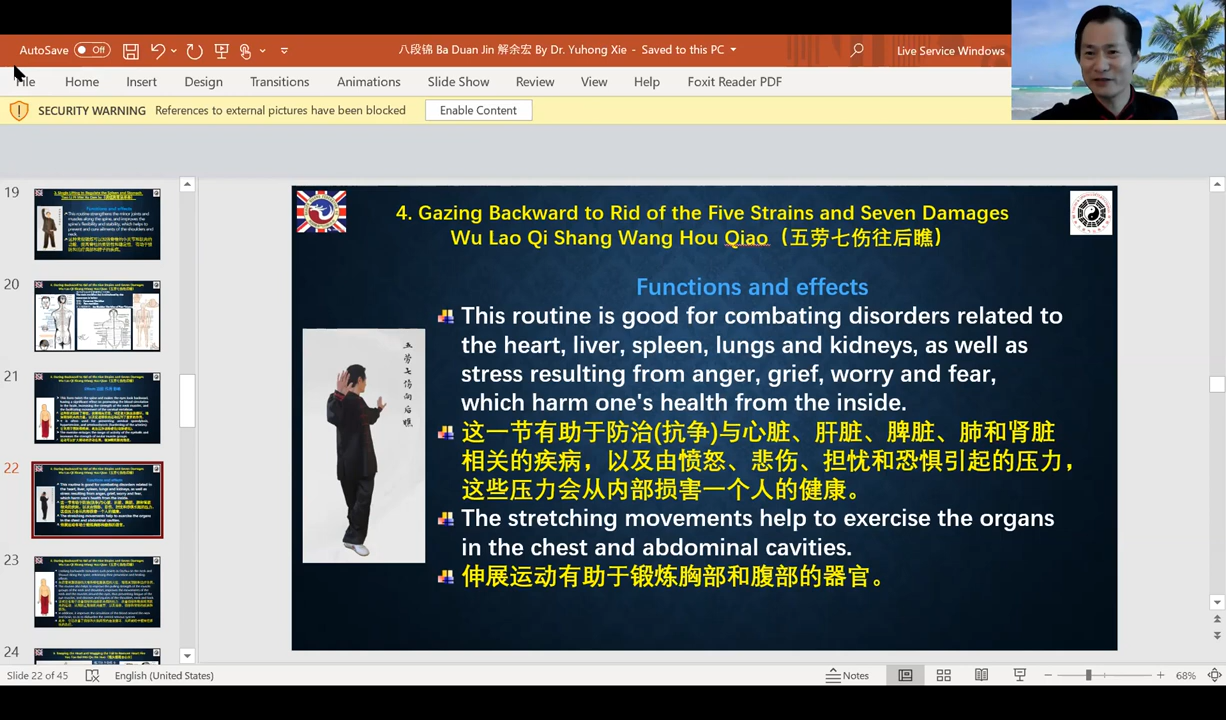 AutoSave Off
八段锦 Ba Duan Jin 解余宏 By Dr. Yuhong Xie - Saved to this PC
Live Service Windows
File Home Insert Design Transitions Animations Slide Show Review View Help Foxit Reader PDF
SECURITY WARNING References to external pictures have been blocked Enable Content
19
20
21
22
23
24
4. Gazing Backward to Rid of the Five Strains and Seven Damages
Wu Lao Qi Shang Wang Hou Qiao（五劳七伤往后瞧）
Functions and effects
This routine is good for combating disorders related to
the heart, liver, spleen, lungs and kidneys, as well as
stress resulting from anger, grief, worry and fear,
which harm one's health from the inside.
这一节有助于防治(抗争)与心脏、肝脏、脾脏、肺和肾脏
相关的疾病，以及由愤怒、悲伤、担忧和恐惧引起的压力，
这些压力会从内部损害一个人的健康。
The stretching movements help to exercise the organs
in the chest and abdominal cavities.
伸展运动有助于锻炼胸部和腹部的器官。
五劳七伤向后瞧
Slide 22 of 45 English (United States) Notes 68%